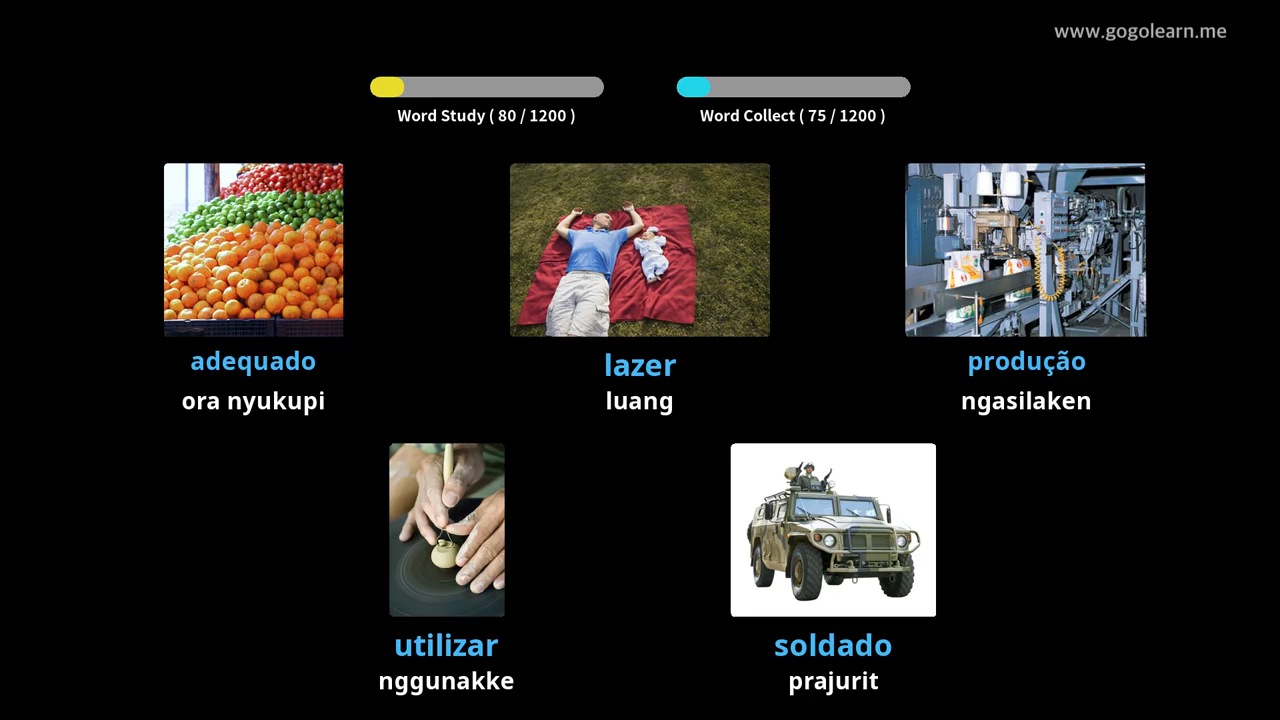 www.gogolearn.me
Word Study ( 80 / 1200 )
Word Collect ( 75 / 1200 )
adequado
ora nyukupi
lazer
luang
produção
ngasilaken
utilizar
nggunakke
soldado
prajurit